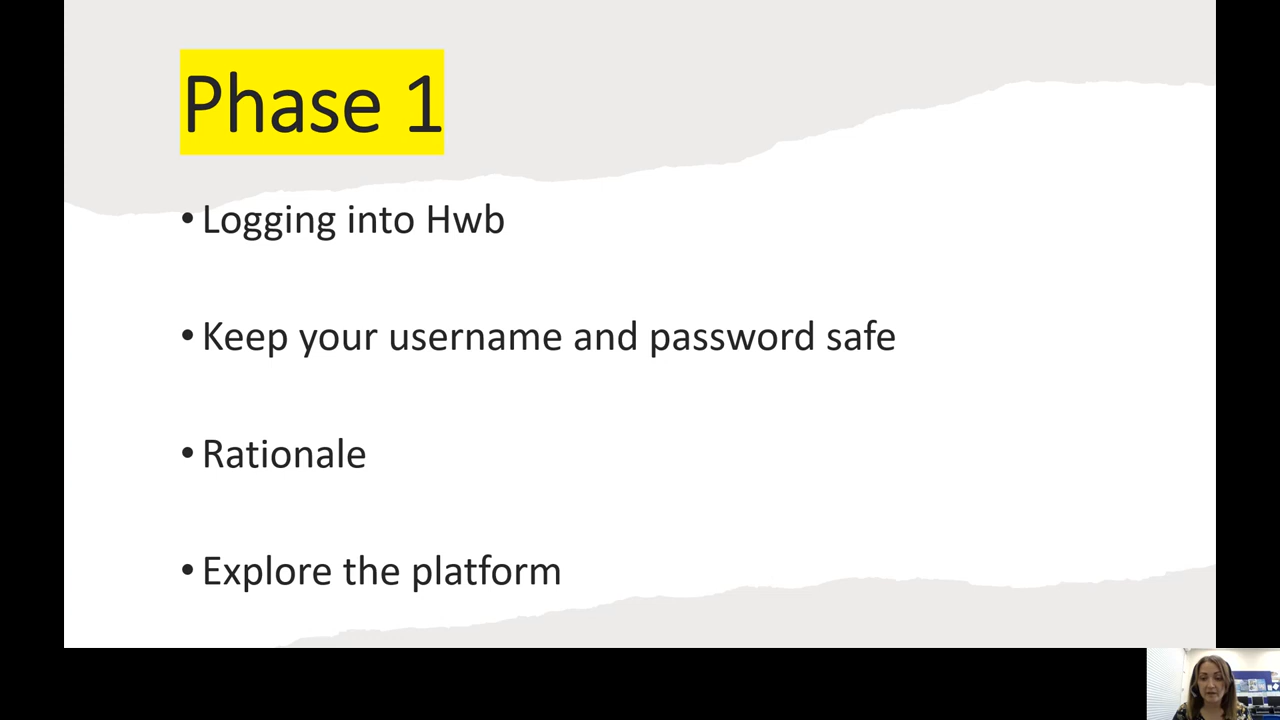 Phase 1
• Logging into Hwb
• Keep your username and password safe
• Rationale
• Explore the platform